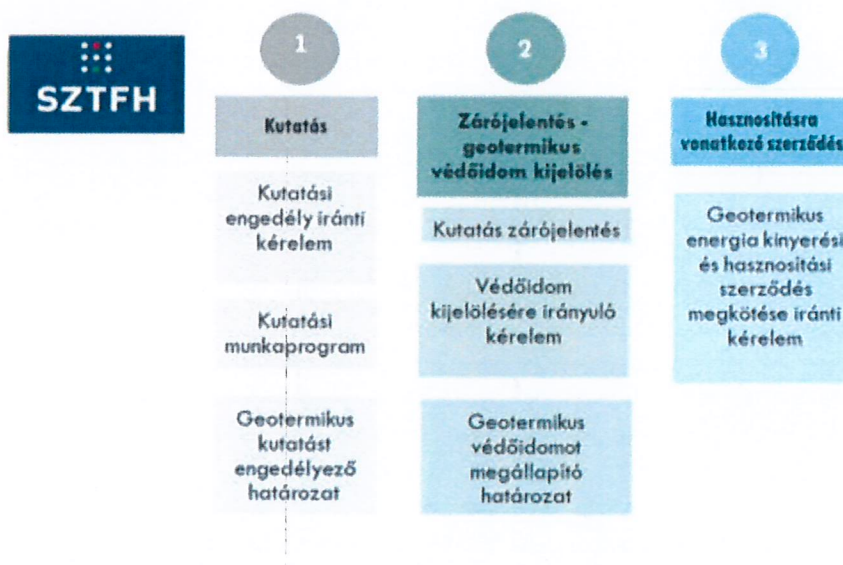 SZTFH
1
Kutatás
Kutatási
engedély iránti
kérelem
Kutatási
munkaprogram
Geotermikus
kutatást
engedélyező
határozat
2
Zárójelentés -
geotermikus
védőidom kijelölés
Kutatás zárójelentés
Védőidom
kijelölésére irányuló
kérelem
Geotermikus
védőidomot
megállapító
határozat
3
Hasznosításra
vonatkozó szerződés
Geotermikus
energia kinyerési
és hasznosítási
szerződés
megkötése iránti
kérelem